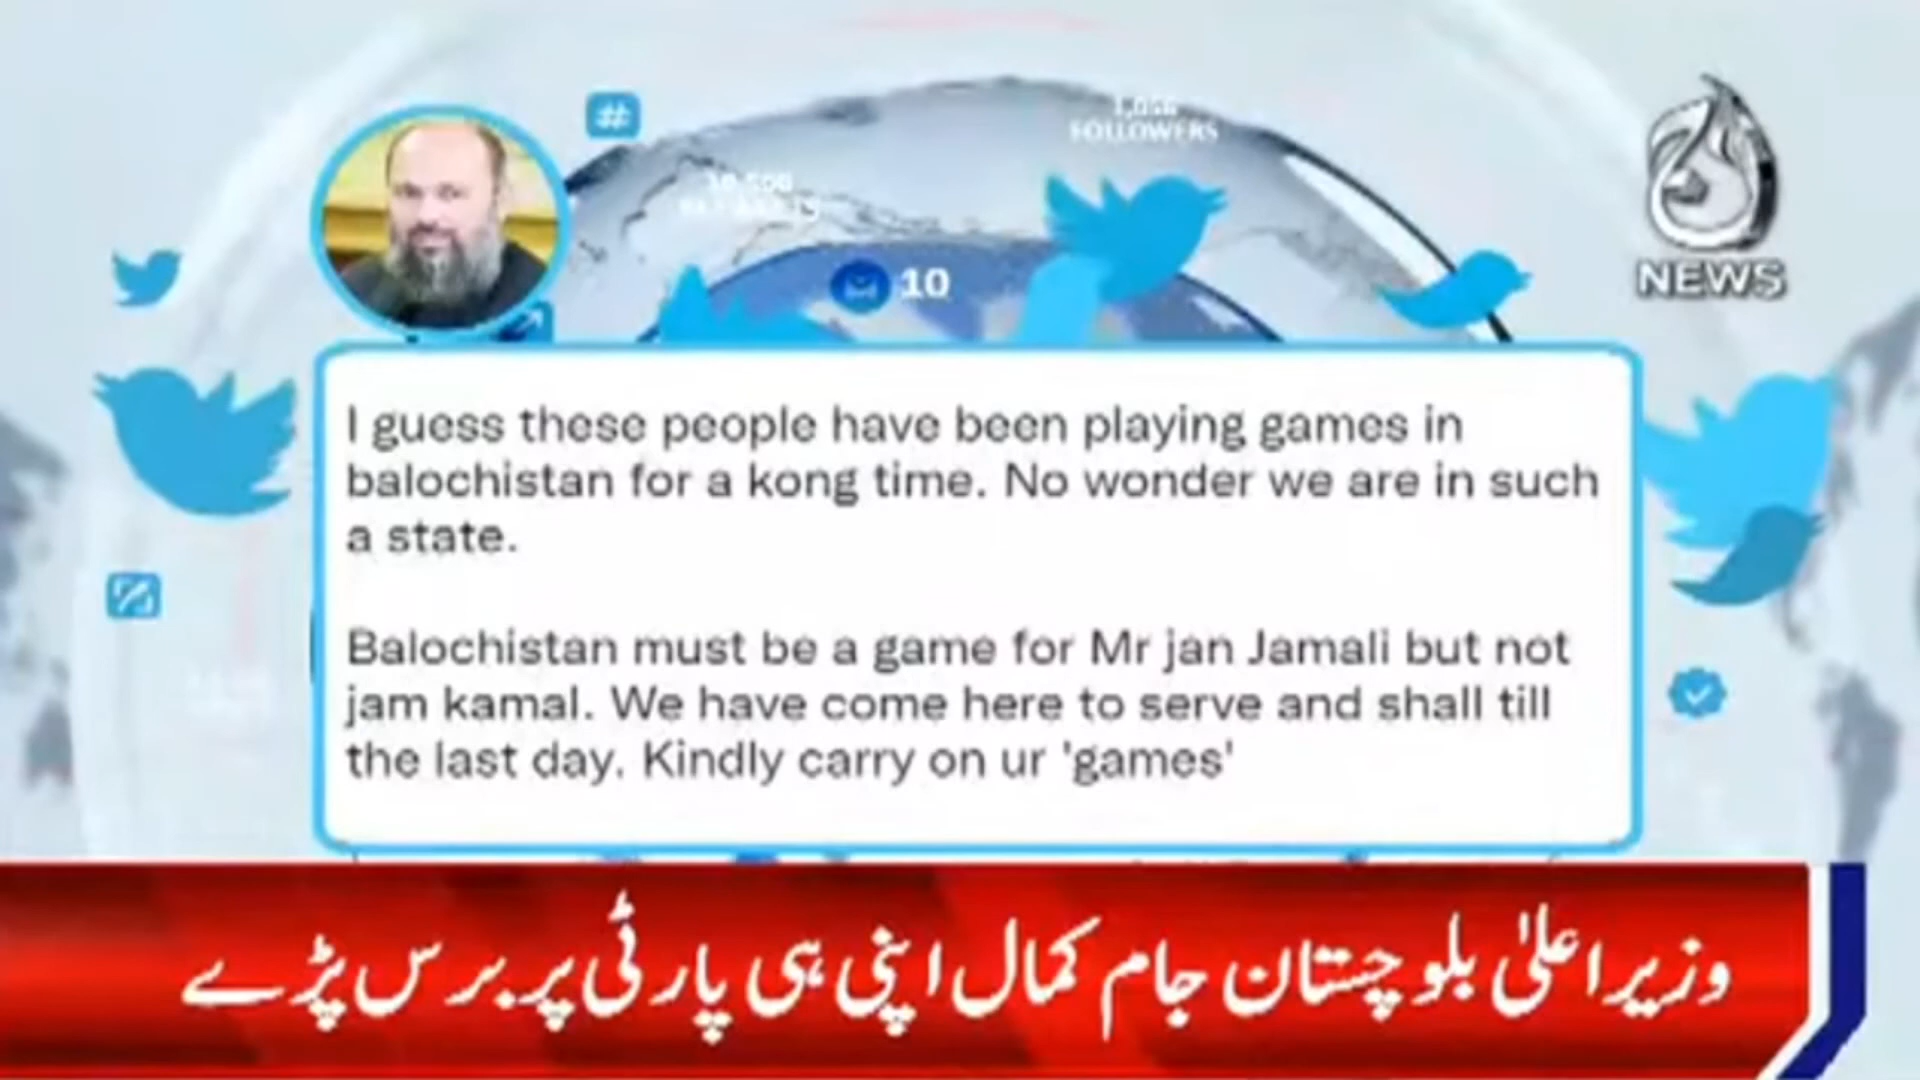 #
FOLLOWERS
10
آج
NEWS
I guess these people have been playing games in
balochistan for a kong time. No wonder we are in such
a state.
Balochistan must be a game for Mr jan Jamali but not
jam kamal. We have come here to serve and shall till
the last day. Kindly carry on ur 'games'
وزیراعلیٰ بلوچستان جام کمال اپنی ہی پارٹی پر برس پڑے